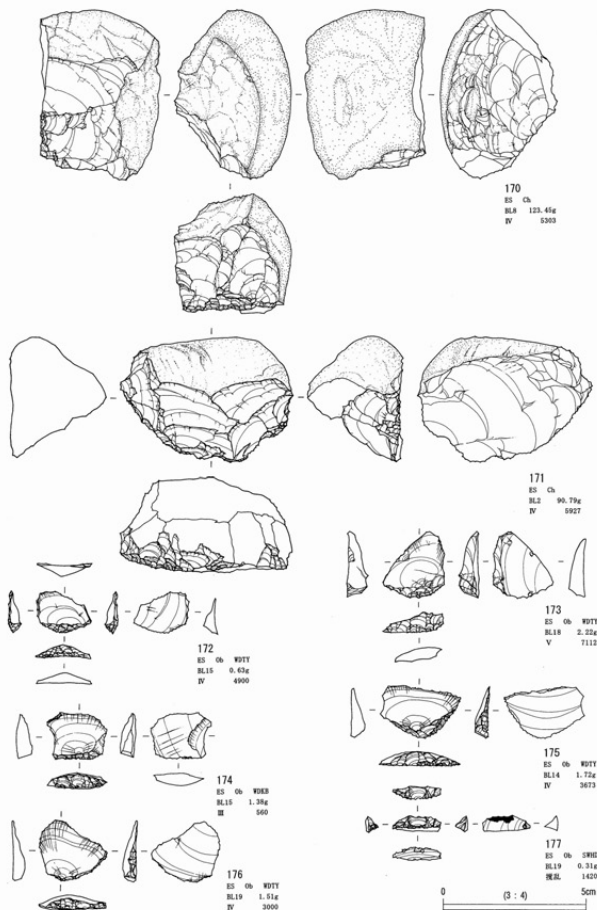 170
ES Ch
BL8 123.45g
IV 5303
171
ES Ch
BL2 90.79g
IV 5927
172
ES Ob WDTY
BL15 0.63g
IV 4900
173
ES Ob WDTY
BL18 2.22g
V 7112
174
ES Ob WDKB
BL15 1.38g
III 560
175
ES Ob WDTY
BL14 1.72g
IV 3673
176
ES Ob WDTY
BL19 1.51g
IV 3000
177
ES Ob SWHD
BL19 0.31g
撹乱 1420
0 (3 : 4) 5cm